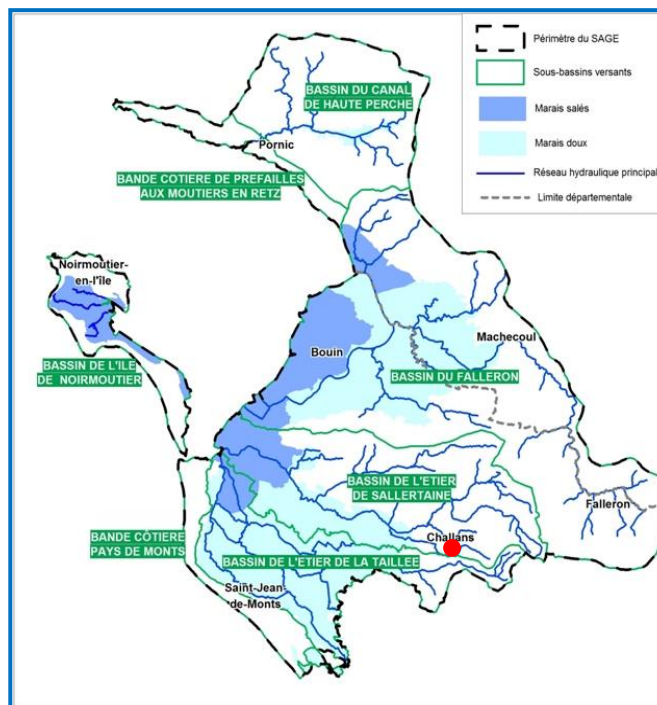 Périmètre du SAGE
Sous-bassins versants
Marais salés
Marais doux
Réseau hydraulique principal
Limite départementale
BASSIN DU CANAL
DE HAUTE PERCHE
Pornic
BANDE COTIERE DE PREFAILLES
AUX MOUTIERS EN RETZ
Noirmoutier-
en-l'île
BASSIN DE L'ILE
DE NOIRMOUTIER
Bouin
Machecoul
BASSIN DU FALLERON
BASSIN DE L'ETIER
DE SALLERTAINE
Falleron
BANDE CÔTIERE
PAYS DE MONTS
Challans
BASSIN DE L'ETIER DE LA TAILLEE
Saint-Jean-
de-Monts